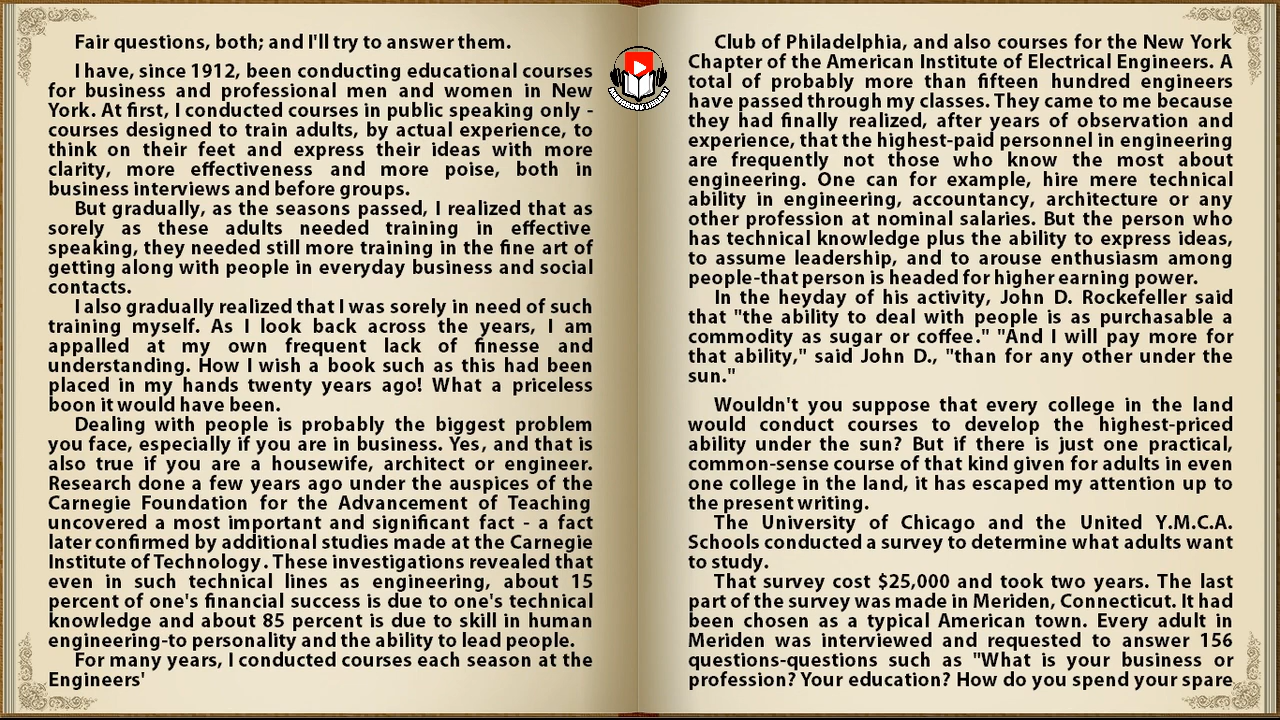 Fair questions, both; and I'll try to answer them.
I have, since 1912, been conducting educational courses
for business and professional men and women in New
York. At first, I conducted courses in public speaking only -
courses designed to train adults, by actual experience, to
think on their feet and express their ideas with more
clarity, more effectiveness and more poise, both in
business interviews and before groups.
But gradually, as the seasons passed, I realized that as
sorely as these adults needed training in effective
speaking, they needed still more training in the fine art of
getting along with people in everyday business and social
contacts.
I also gradually realized that I was sorely in need of such
training myself. As I look back across the years, I am
appalled at my own frequent lack of finesse and
understanding. How I wish a book such as this had been
placed in my hands twenty years ago! What a priceless
boon it would have been.
Dealing with people is probably the biggest problem
you face, especially if you are in business. Yes, and that is
also true if you are a housewife, architect or engineer.
Research done a few years ago under the auspices of the
Carnegie Foundation for the Advancement of Teaching
uncovered a most important and significant fact - a fact
later confirmed by additional studies made at the Carnegie
Institute of Technology. These investigations revealed that
even in such technical lines as engineering, about 15
percent of one's financial success is due to one's technical
knowledge and about 85 percent is due to skill in human
engineering-to personality and the ability to lead people.
For many years, I conducted courses each season at the
Engineers'
Club of Philadelphia, and also courses for the New York
Chapter of the American Institute of Electrical Engineers. A
total of probably more than fifteen hundred engineers
have passed through my classes. They came to me because
they had finally realized, after years of observation and
experience, that the highest-paid personnel in engineering
are frequently not those who know the most about
engineering. One can for example, hire mere technical
ability in engineering, accountancy, architecture or any
other profession at nominal salaries. But the person who
has technical knowledge plus the ability to express ideas,
to assume leadership, and to arouse enthusiasm among
people-that person is headed for higher earning power.
In the heyday of his activity, John D. Rockefeller said
that "the ability to deal with people is as purchasable a
commodity as sugar or coffee." "And I will pay more for
that ability," said John D., "than for any other under the
sun."
Wouldn't you suppose that every college in the land
would conduct courses to develop the highest-priced
ability under the sun? But if there is just one practical,
common-sense course of that kind given for adults in even
one college in the land, it has escaped my attention up to
the present writing.
The University of Chicago and the United Y.M.C.A.
Schools conducted a survey to determine what adults want
to study.
That survey cost $25,000 and took two years. The last
part of the survey was made in Meriden, Connecticut. It had
been chosen as a typical American town. Every adult in
Meriden was interviewed and requested to answer 156
questions-questions such as "What is your business or
profession? Your education? How do you spend your spare